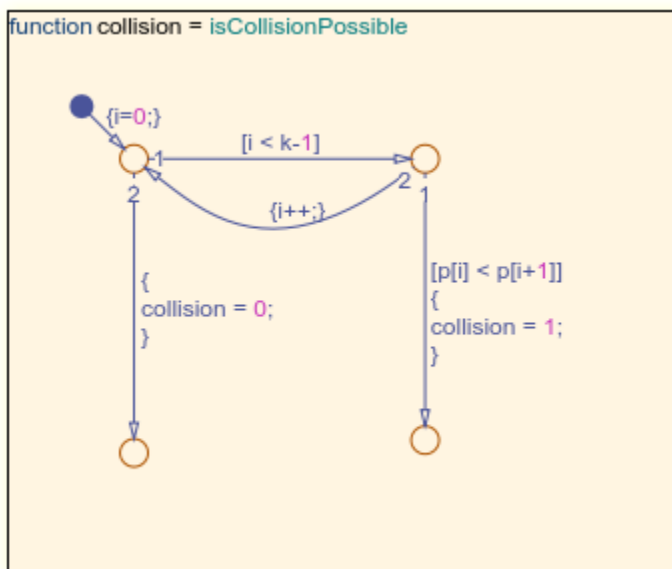 function collision = isCollisionPossible
{i=0;}
1
[i < k-1]
2
2
1
{i++;}
{
collision = 0;
}
[p[i] < p[i+1]]
{
collision = 1;
}